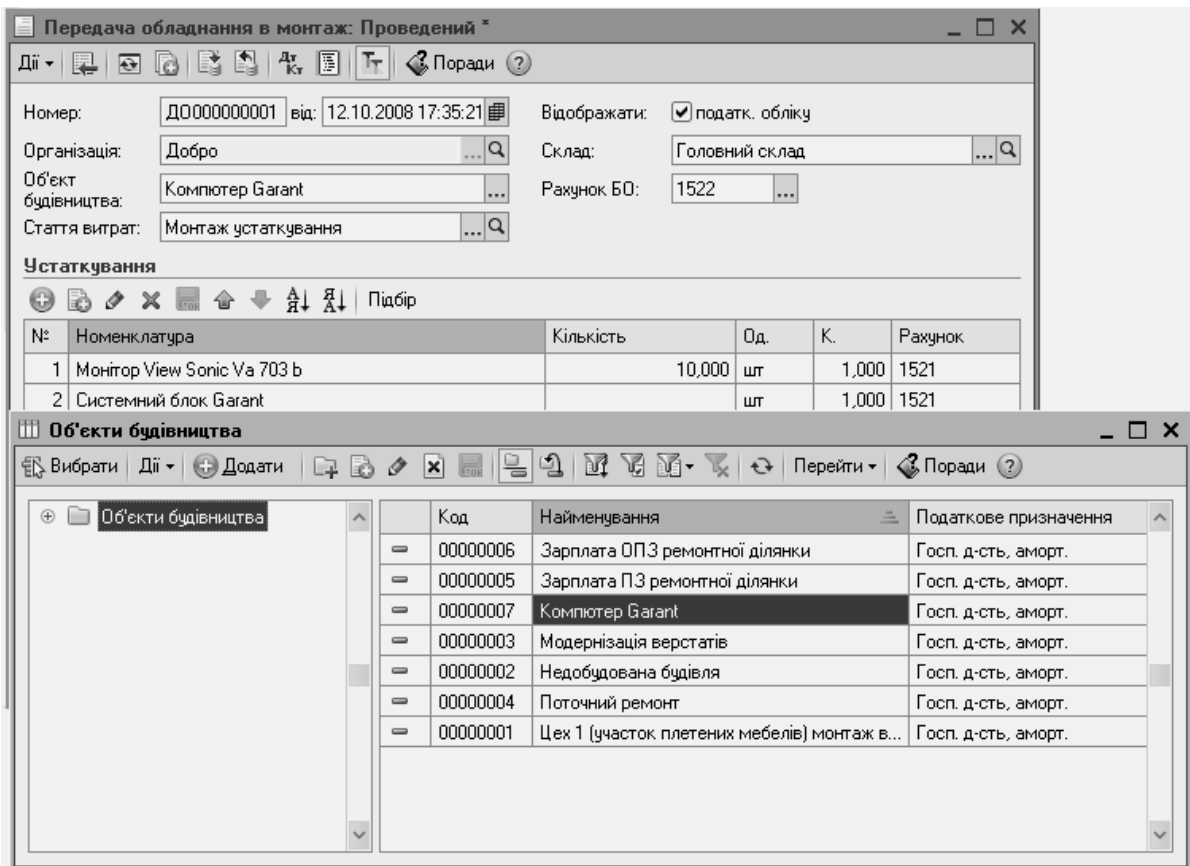 Передача обладнання в монтаж: Проведений *
Дії Дт Кт Тт Поради ?
Номер: ДО000000001 від: 12.10.2008 17:35:21 Відображати: податк. обліку
Організація: Добро ... Склад: Головний склад ...
Об'єкт будівництва: Компютер Garant ... Рахунок БО: 1522 ...
Стаття витрат: Монтаж устаткування ...
Устаткування
Підбір
№ Номенклатура Кількість Од. К. Рахунок
1 Монітор View Sonic Va 703 b 10,000 шт 1,000 1521
2 Системний блок Garant шт 1,000 1521
Об'єкти будівництва
Вибрати Дії Додати Перейти Поради ?
Об'єкти будівництва
Код Найменування Податкове призначення
00000006 Зарплата ОПЗ ремонтної ділянки Госп. д-сть, аморт.
00000005 Зарплата ПЗ ремонтної ділянки Госп. д-сть, аморт.
00000007 Компютер Garant Госп. д-сть, аморт.
00000003 Модернізація верстатів Госп. д-сть, аморт.
00000002 Недобудована будівля Госп. д-сть, аморт.
00000004 Поточний ремонт Госп. д-сть, аморт.
00000001 Цех 1 (участок плетених мебелів) монтаж в... Госп. д-сть, аморт.